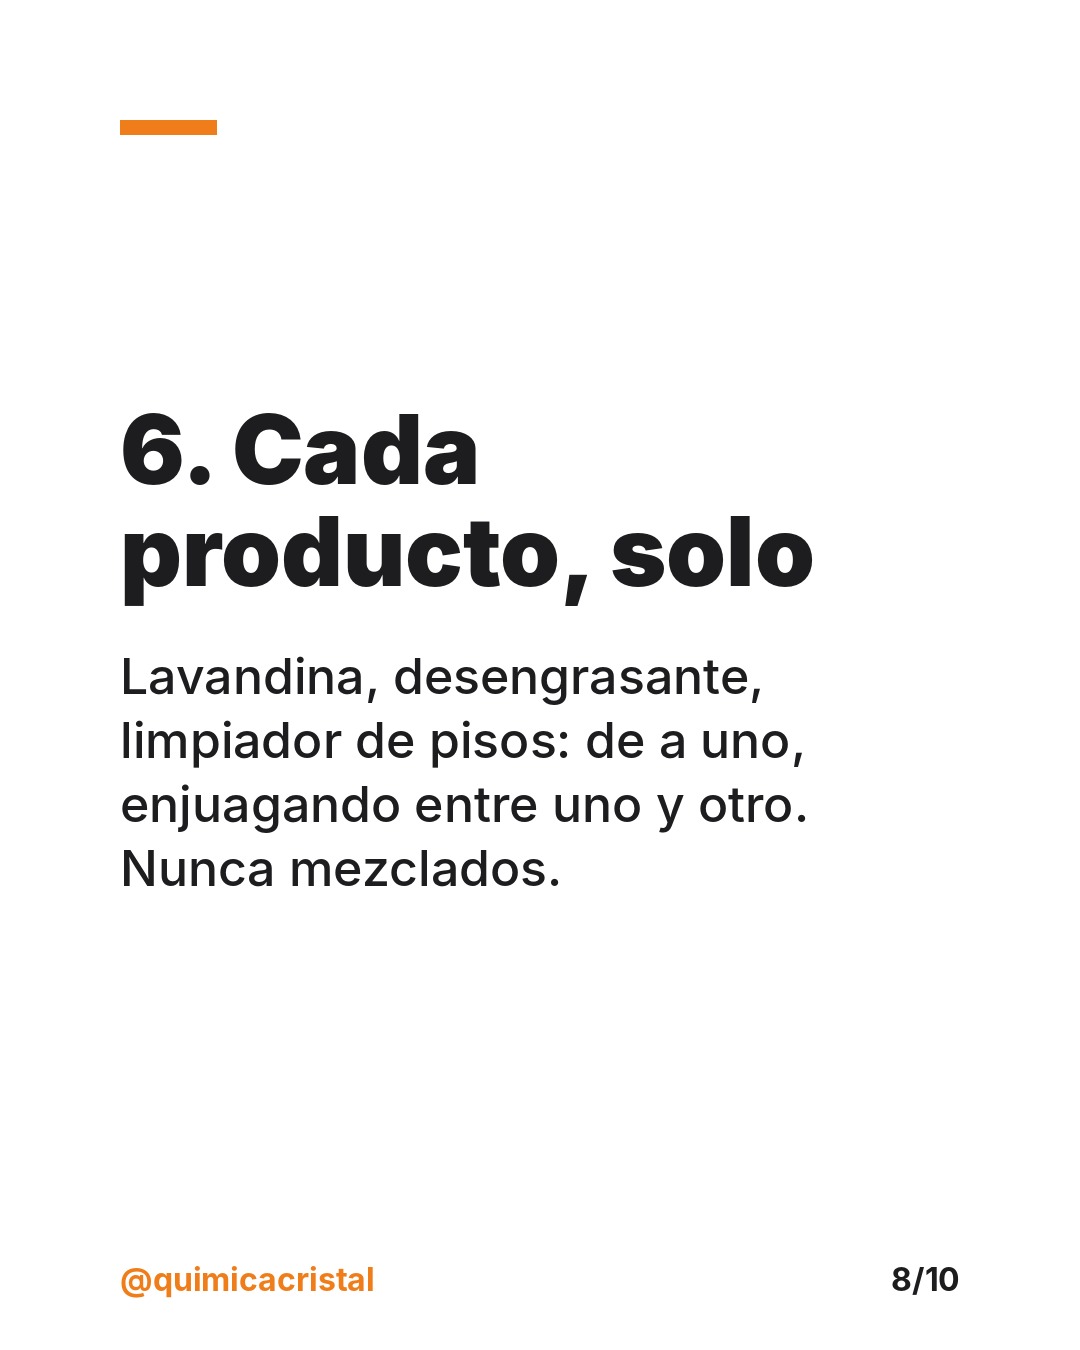 6. Cada
producto, solo
Lavandina, desengrasante,
limpiador de pisos: de a uno,
enjuagando entre uno y otro.
Nunca mezclados.
@quimicacristal
8/10